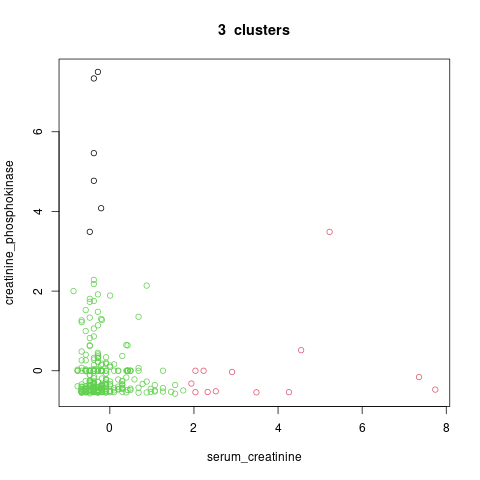 3 clusters
creatinine_phosphokinase
6
4
2
0
0 2 4 6 8
serum_creatinine